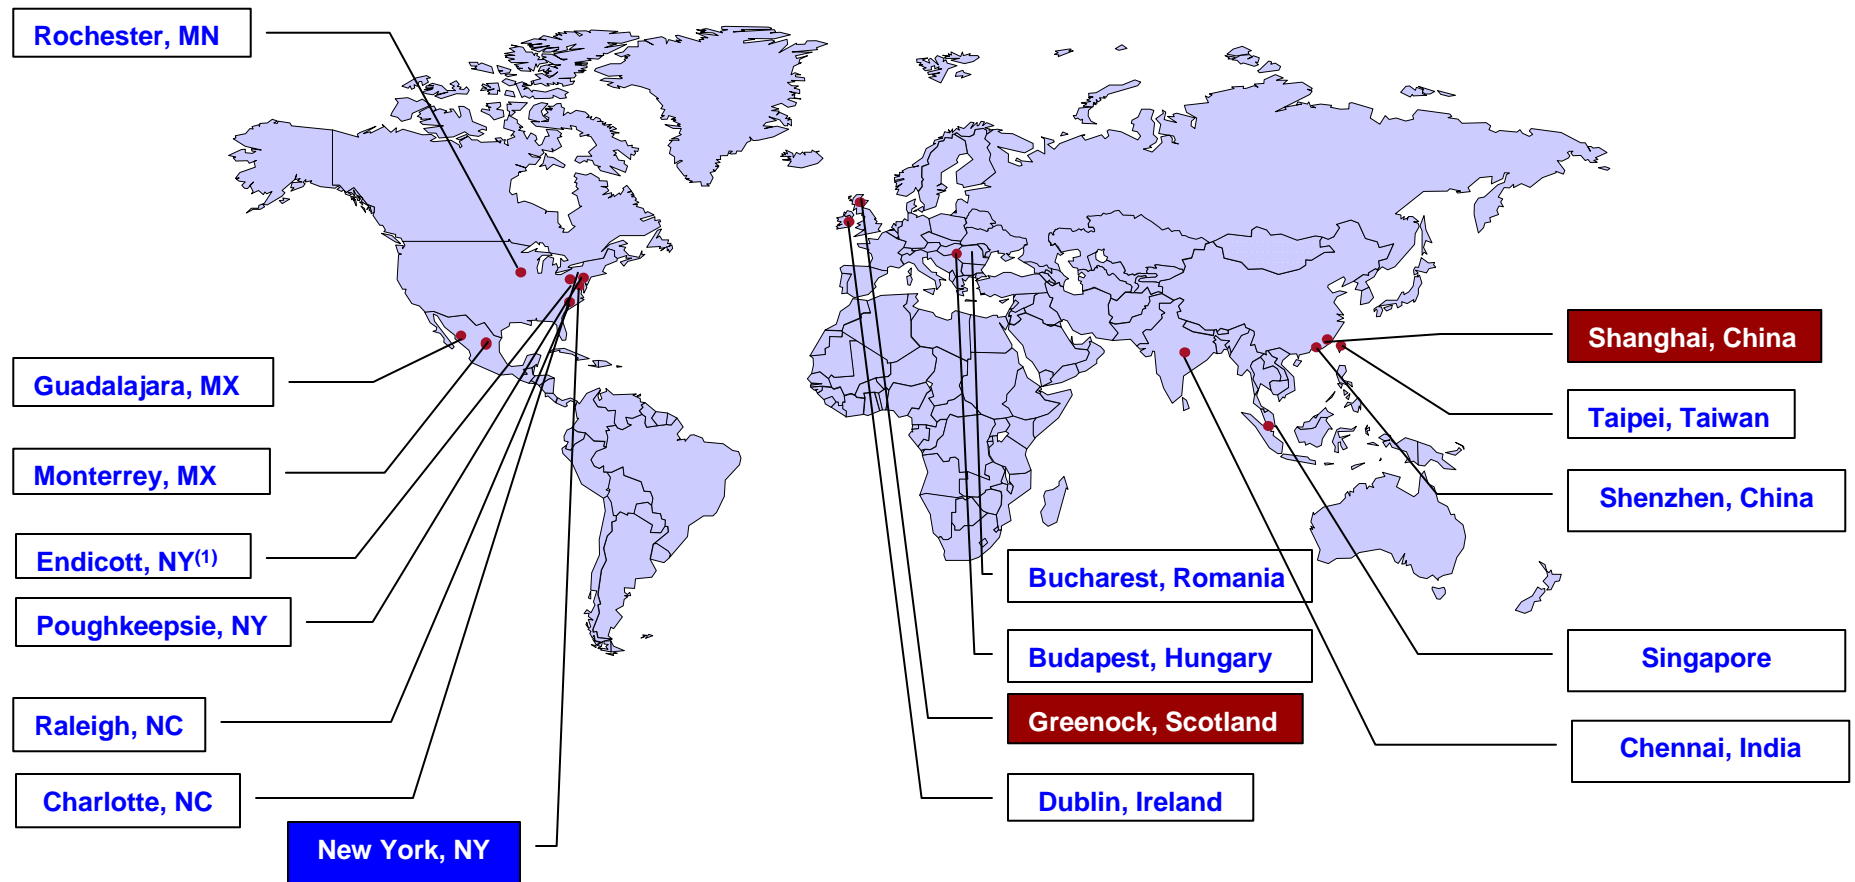 Rochester, MN
Guadalajara, MX
Monterrey, MX
Endicott, NY(1)
Poughkeepsie, NY
Raleigh, NC
Charlotte, NC
New York, NY
Bucharest, Romania
Budapest, Hungary
Greenock, Scotland
Dublin, Ireland
Shanghai, China
Taipei, Taiwan
Shenzhen, China
Singapore
Chennai, India